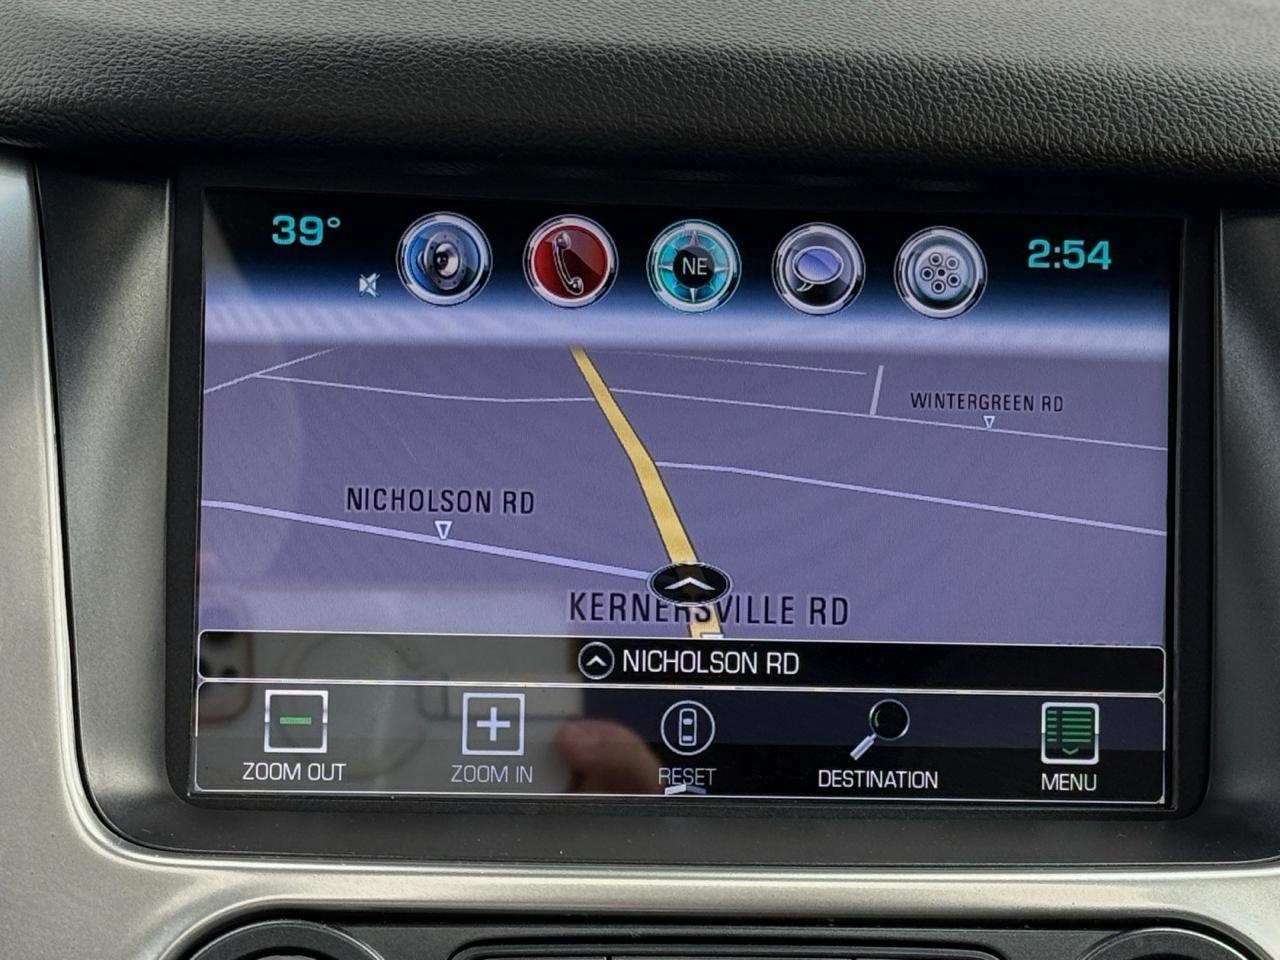 39°
NE
2:54
WINTERGREEN RD
NICHOLSON RD
KERNERSVILLE RD
NICHOLSON RD
ZOOM OUT
ZOOM IN
RESET
DESTINATION
MENU